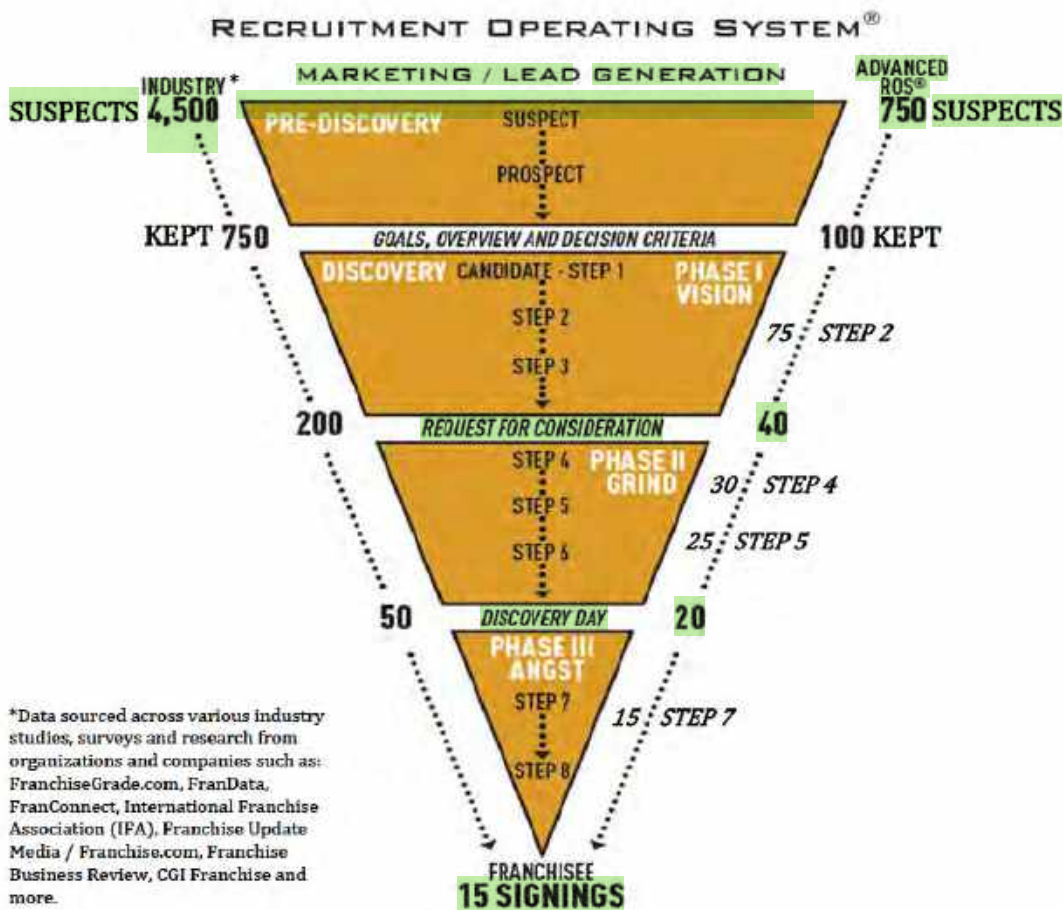 RECRUITMENT OPERATING SYSTEM®
MARKETING / LEAD GENERATION
INDUSTRY *
SUSPECTS 4,500
ADVANCED
ROS®
750 SUSPECTS
PRE-DISCOVERY
SUSPECT
PROSPECT
KEPT 750
GOALS, OVERVIEW AND DECISION CRITERIA
100 KEPT
DISCOVERY
CANDIDATE - STEP 1
PHASE I
VISION
STEP 2
75 STEP 2
STEP 3
200
REQUEST FOR CONSIDERATION
40
STEP 4
PHASE II
GRIND
30 STEP 4
STEP 5
25 STEP 5
STEP 6
50
DISCOVERY DAY
20
PHASE III
ANGST
STEP 7
15 STEP 7
STEP 8
*Data sourced across various industry
studies, surveys and research from
organizations and companies such as:
FranchiseGrade.com, FranData,
FranConnect, International Franchise
Association (IFA), Franchise Update
Media / Franchise.com, Franchise
Business Review, CGI Franchise and
more.
FRANCHISEE
15 SIGNINGS